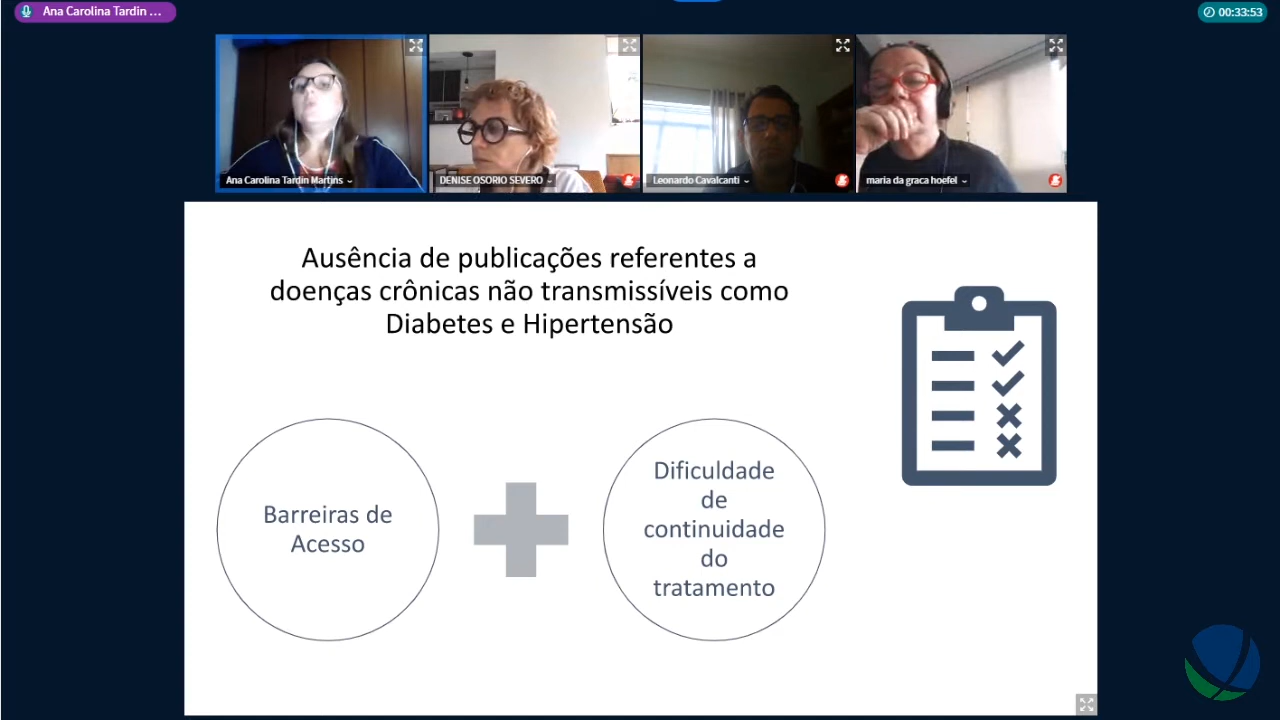 Ana Carolina Tardin ...
00:33:53
Ana Carolina Tardin Martins
DENISE OSORIO SEVERO
Leonardo Cavalcanti
maria da graca hoefel
Ausência de publicações referentes a
doenças crônicas não transmissíveis como
Diabetes e Hipertensão
Barreiras de
Acesso
Dificuldade
de
continuidade
do
tratamento